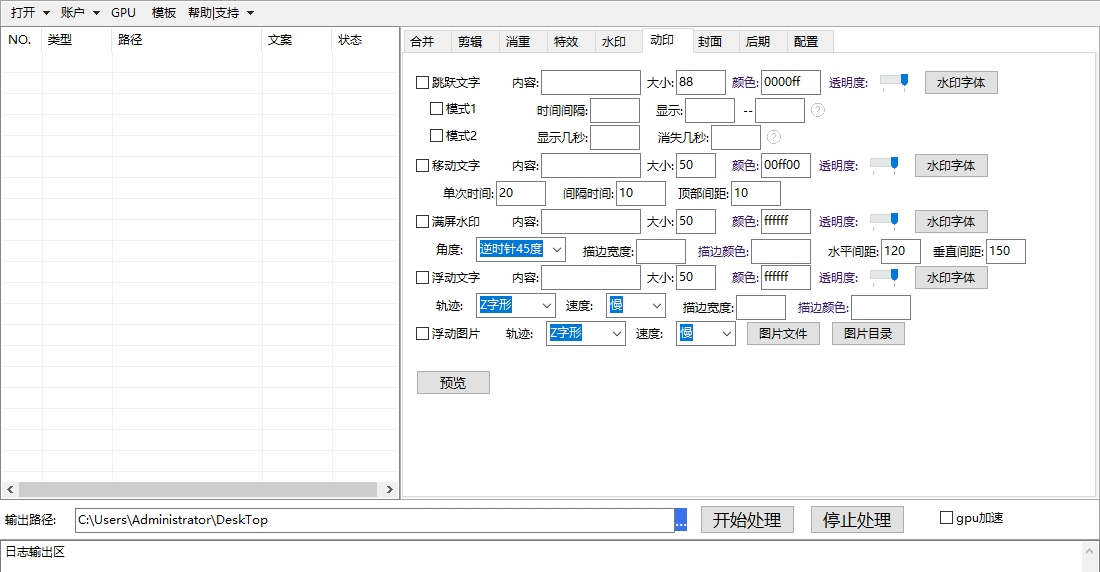 打开 账户 GPU 模板 帮助|支持
NO. 类型 路径 文案 状态
合并 剪辑 消重 特效 水印 动印 封面 后期 配置
跳跃文字 内容: 大小: 88 颜色: 0000ff 透明度: 水印字体
模式1 时间间隔: 显示: -- ?
模式2 显示几秒: 消失几秒: ?
移动文字 内容: 大小: 50 颜色: 00ff00 透明度: 水印字体
单次时间: 20 间隔时间: 10 顶部间距: 10
满屏水印 内容: 大小: 50 颜色: ffffff 透明度: 水印字体
角度: 逆时针45度 描边宽度: 描边颜色: 水平间距: 120 垂直间距: 150
浮动文字 内容: 大小: 50 颜色: ffffff 透明度: 水印字体
轨迹: Z字形 速度: 慢 描边宽度: 描边颜色:
浮动图片 轨迹: Z字形 速度: 慢 图片文件 图片目录
预览
输出路径: C:\Users\Administrator\DeskTop ... 开始处理 停止处理 gpu加速
日志输出区